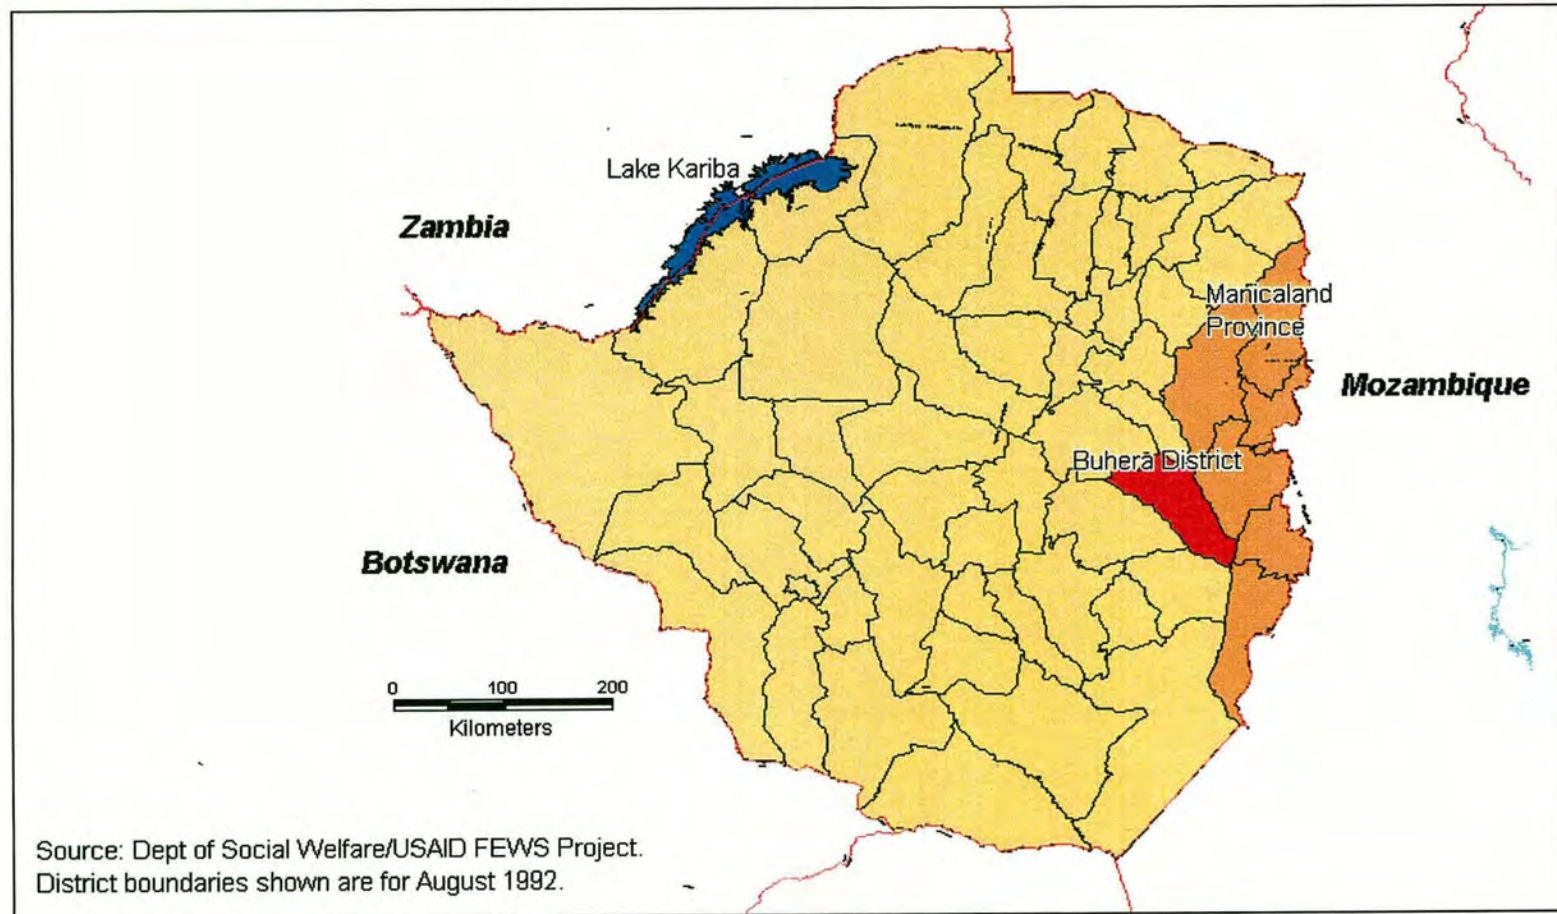 Lake Kariba
Zambia
Manicaland
Province
Mozambique
Buhera District
Botswana
0 100 200
Kilometers
Source: Dept of Social Welfare/USAID FEWS Project.
District boundaries shown are for August 1992.